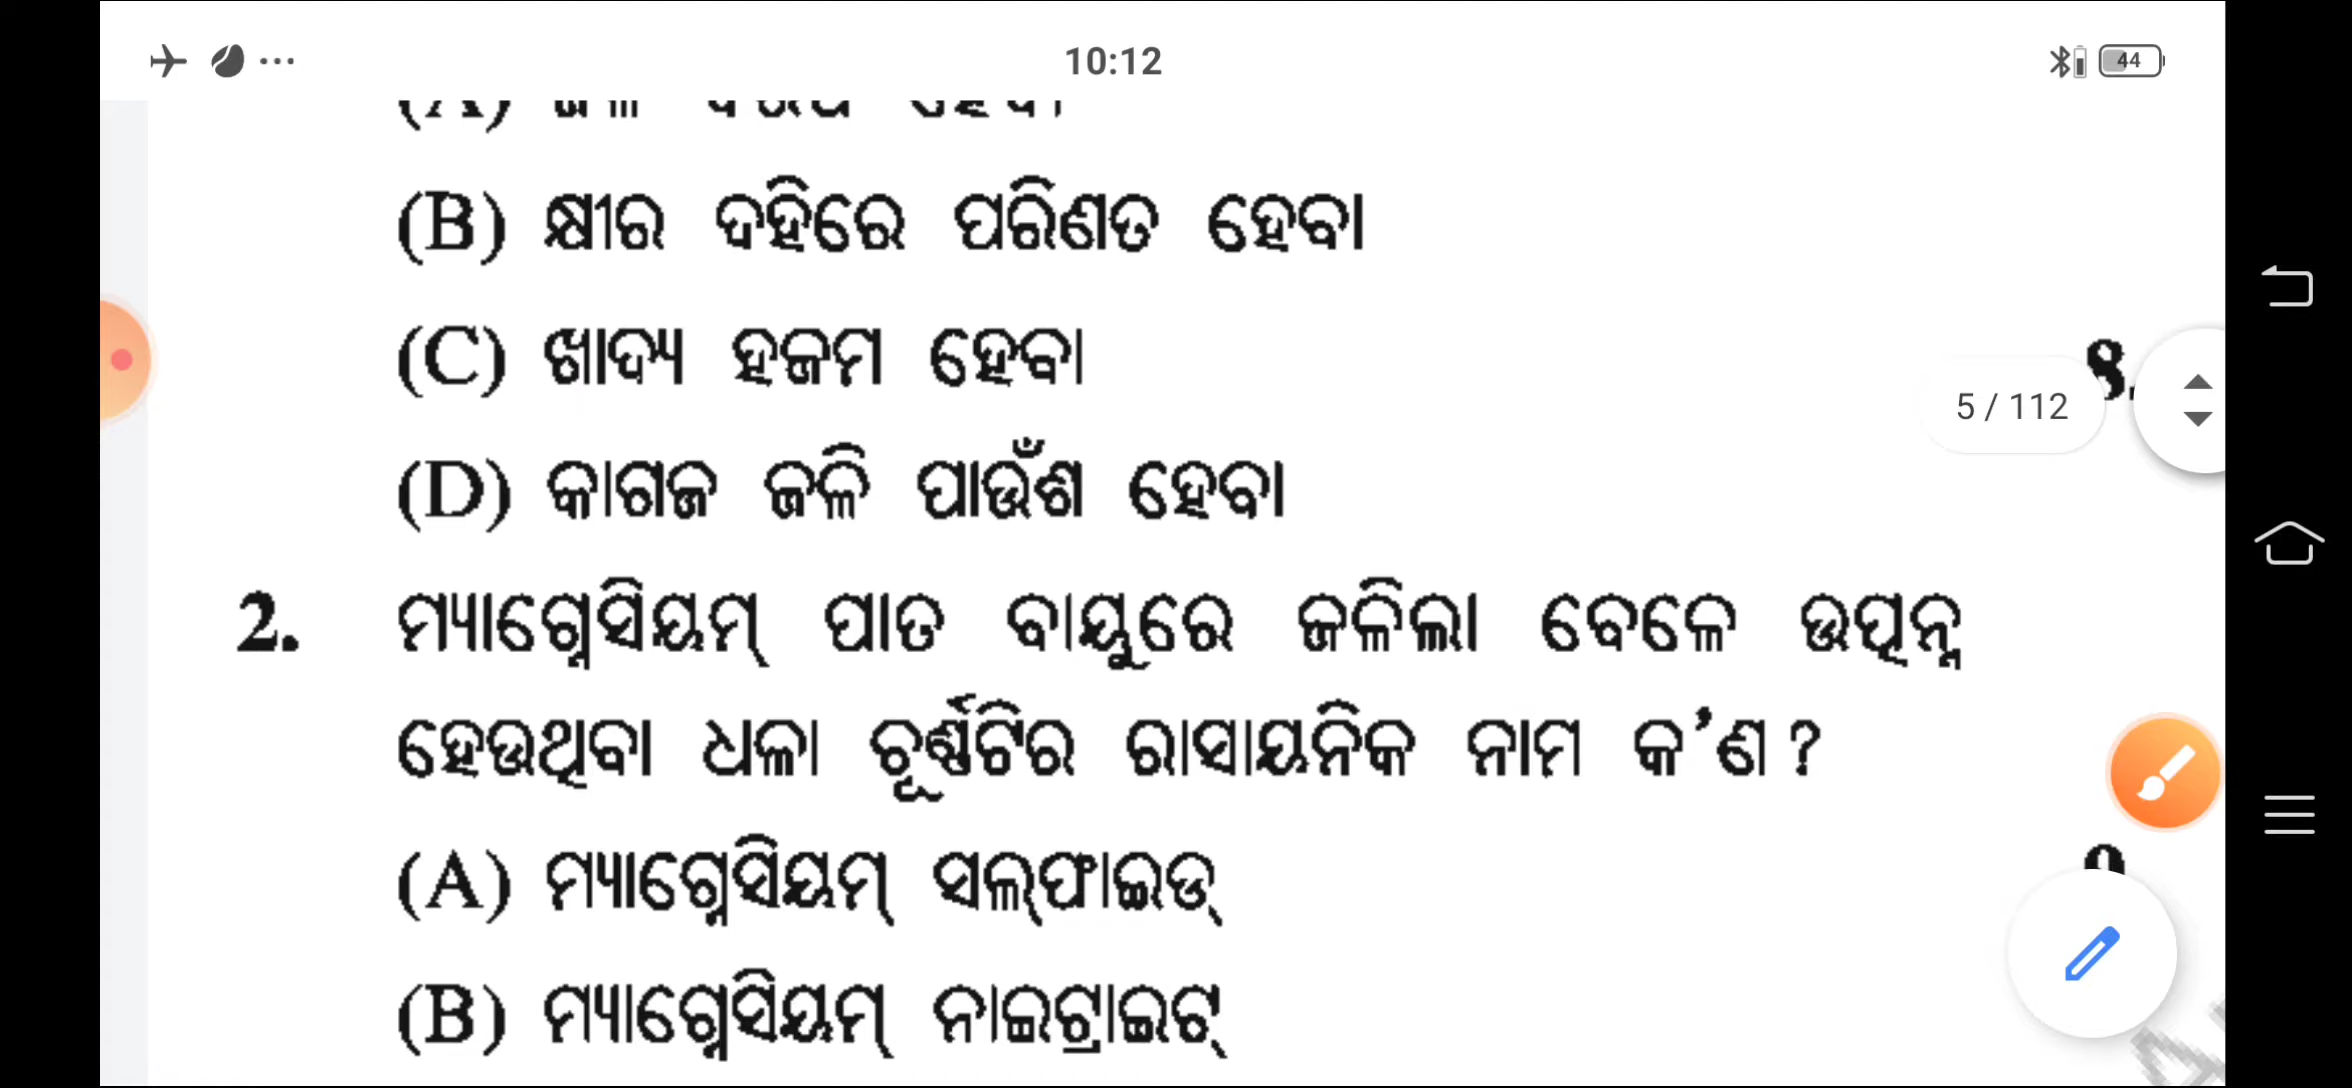 10:12
44
(B) କ୍ଷୀର ଦହିରେ ପରିଣତ ହେବା
(C) ଖାଦ୍ୟ ହଜମ ହେବା
5 / 112
(D) କାଗଜ ଜଳି ପାଉଁଶ ହେବା
2. ମ୍ୟାଗ୍ନେସିୟମ୍ ପାତ ବାୟୁରେ ଜଳିଲା ବେଳେ ଉତ୍ପନ୍ନ
ହେଉଥିବା ଧଳା ଚୂର୍ଣ୍ଣଟିର ରାସାୟନିକ ନାମ କ'ଣ ?
(A) ମ୍ୟାଗ୍ନେସିୟମ୍ ସଲ୍‌ଫାଇଡ୍
(B) ମ୍ୟାଗ୍ନେସିୟମ୍ ନାଇଟ୍ରାଇଟ୍